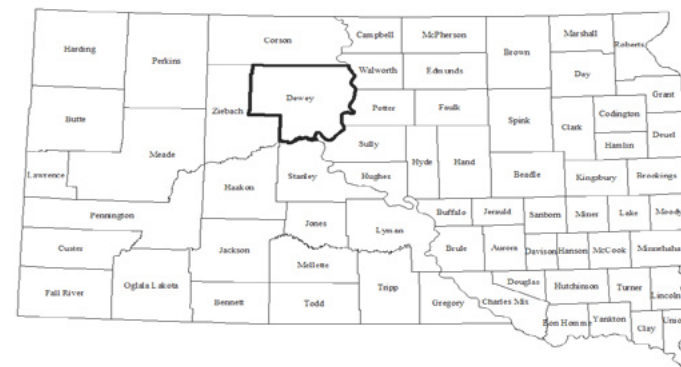 Harding
Perkins
Corson
Campbell
McPherson
Brown
Marshall
Roberts
Walworth
Edmunds
Day
Dewey
Ziebach
Butte
Potter
Faulk
Spink
Clark
Codington
Grant
Hamlin
Deuel
Meade
Sully
Hyde
Hand
Lawrence
Haakon
Stanley
Hughes
Beadle
Kingsbury
Brookings
Pennington
Jones
Lyman
Buffalo
Jerauld
Sanborn
Miner
Lake
Moody
Custer
Jackson
Mellette
Brule
Aurora
Davison
Hanson
McCook
Minnehaha
Fall River
Oglala Lakota
Bennett
Todd
Tripp
Gregory
Charles Mix
Douglas
Hutchinson
Turner
Lincoln
Bon Homme
Yankton
Clay
Unio